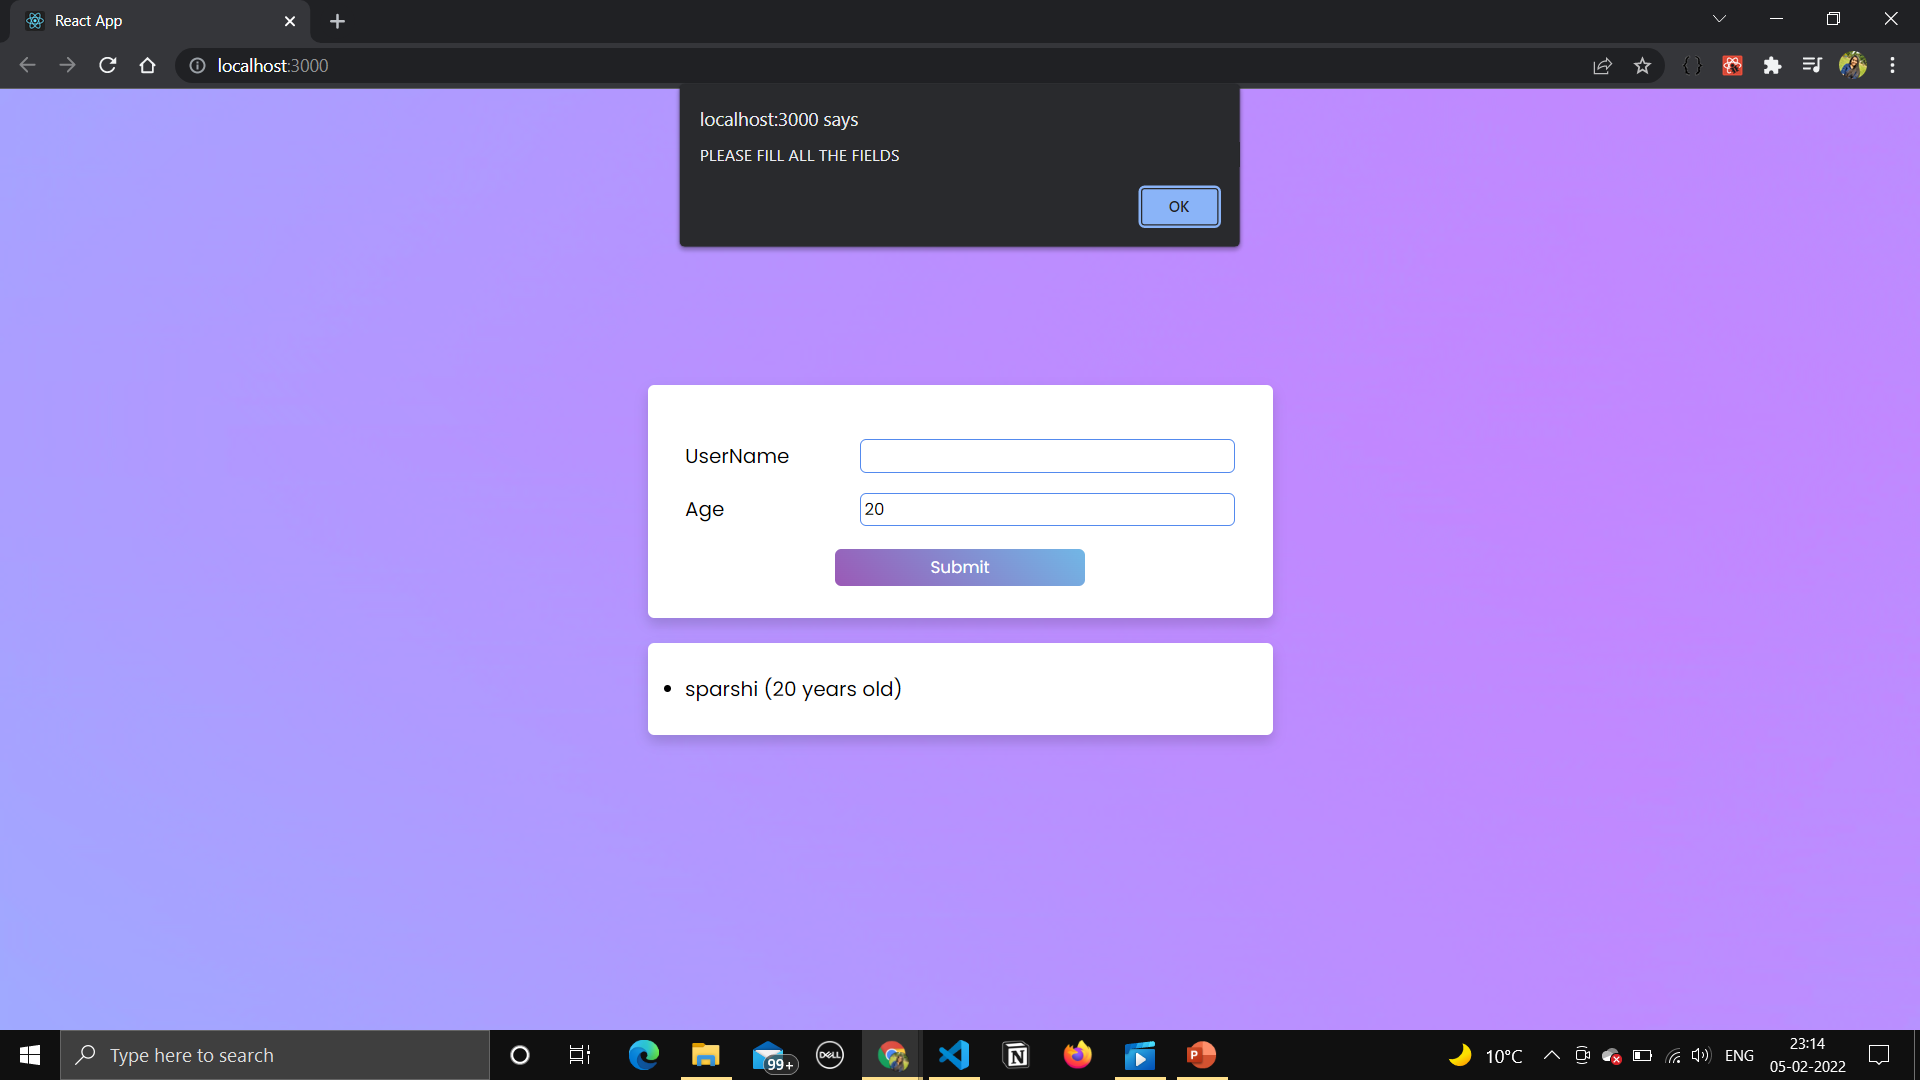 React App
localhost:3000
localhost:3000 says
PLEASE FILL ALL THE FIELDS
OK
UserName
Age
20
Submit
• sparshi (20 years old)
Type here to search
99+
DELL
N
P
10°C
ENG
23:14
05-02-2022